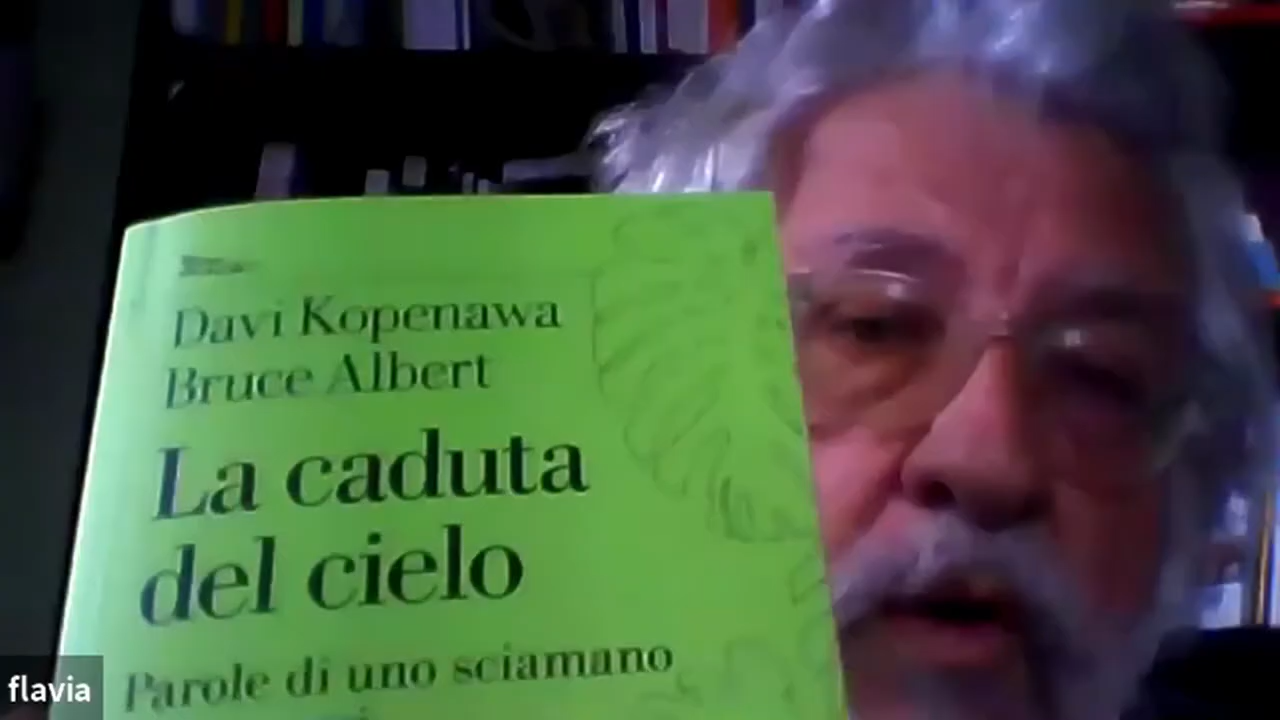 Davi Kopenawa
Bruce Albert
La caduta
del cielo
Parole di uno sciamano
flavia